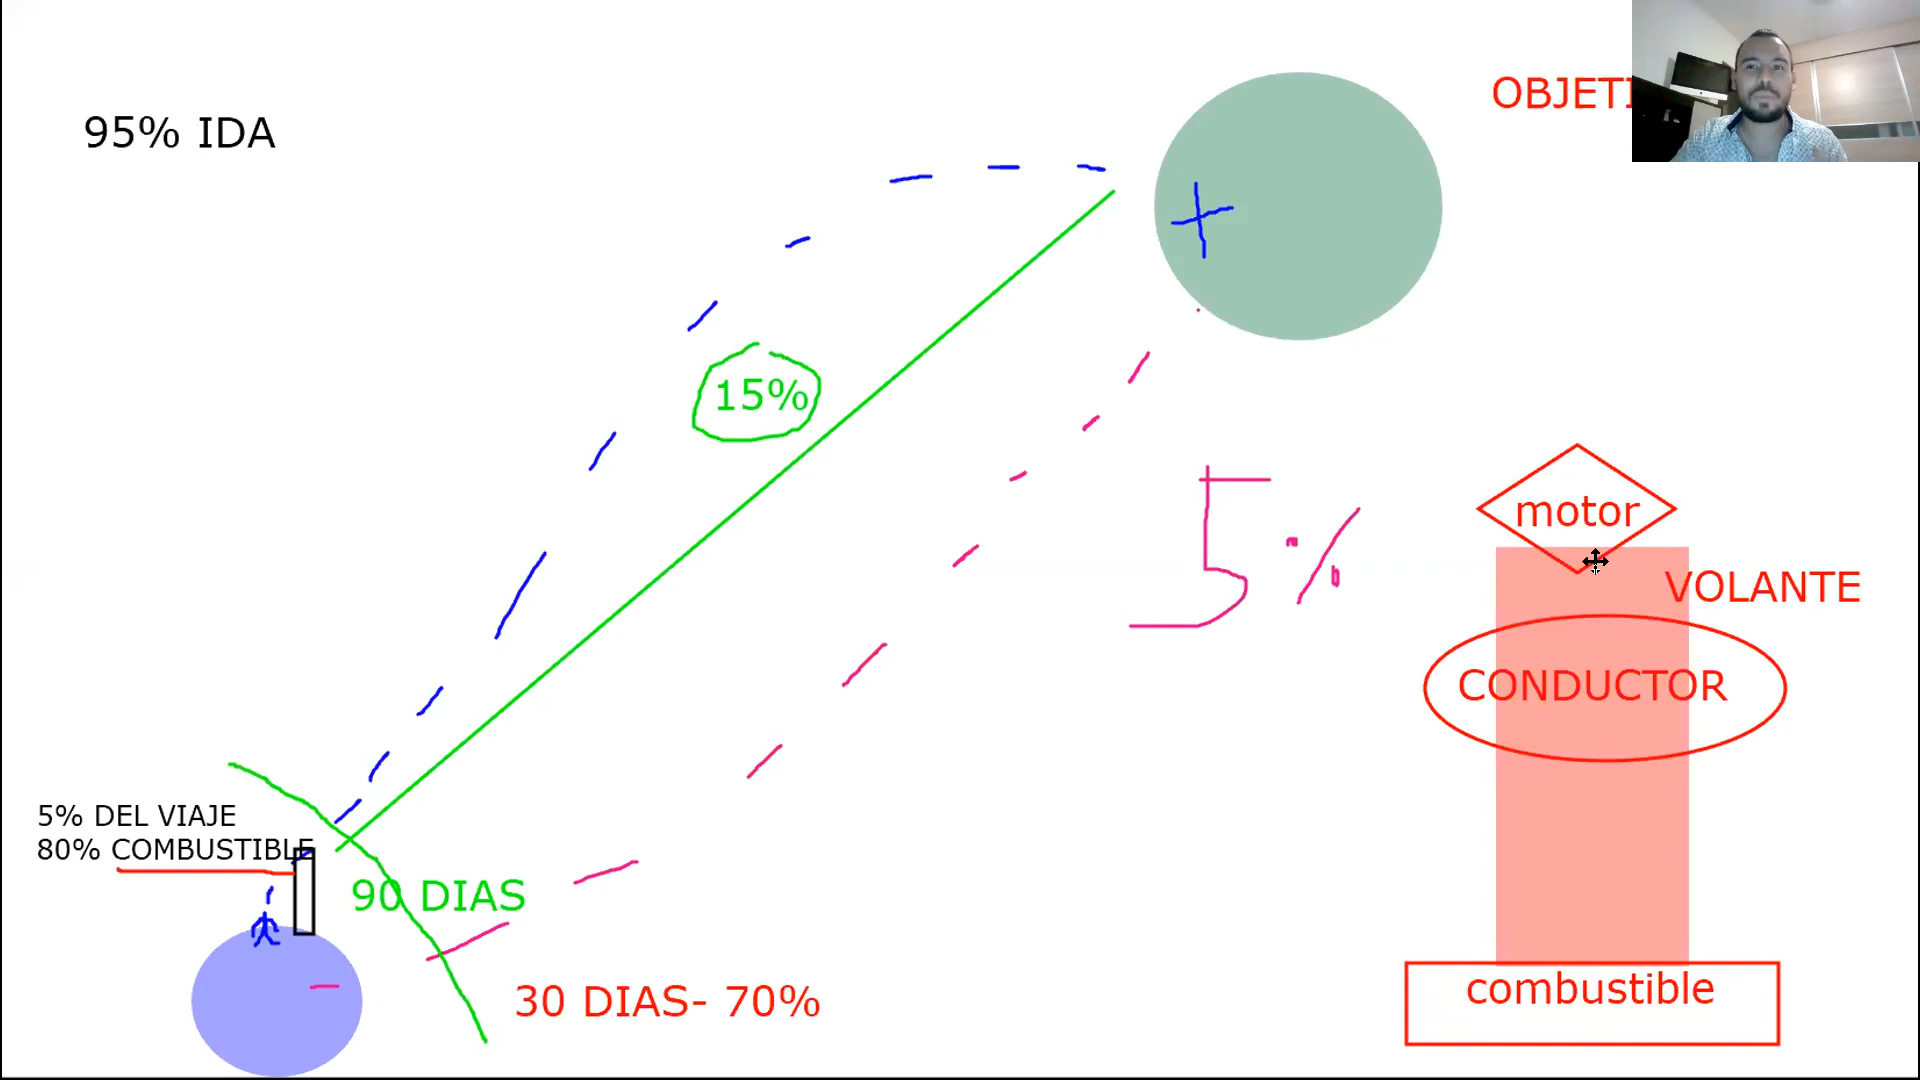 95% IDA
OBJETI
15%
5%
motor
VOLANTE
CONDUCTOR
5% DEL VIAJE
80% COMBUSTIBLE
90 DIAS
30 DIAS- 70%
combustible